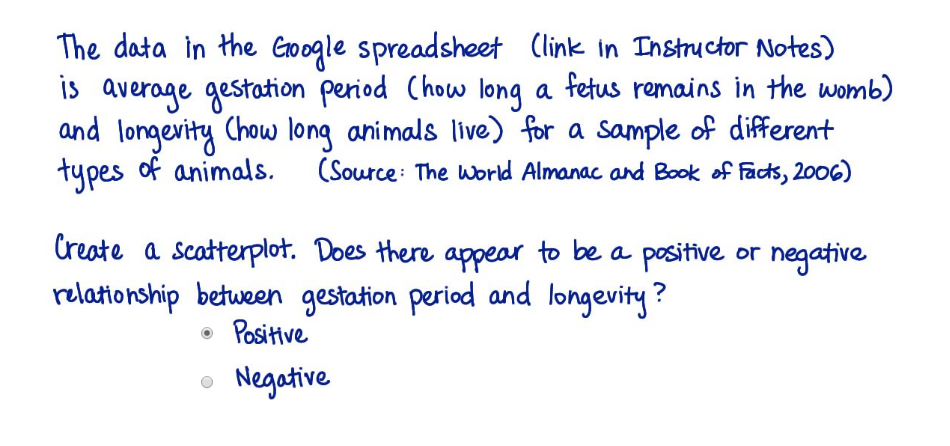 The data in the Google spreadsheet (link in Instructor Notes)
is average gestation period (how long a fetus remains in the womb)
and longevity (how long animals live) for a sample of different
types of animals. (Source: The World Almanac and Book of Facts, 2006)
Create a scatterplot. Does there appear to be a positive or negative
relationship between gestation period and longevity?
Positive
Negative